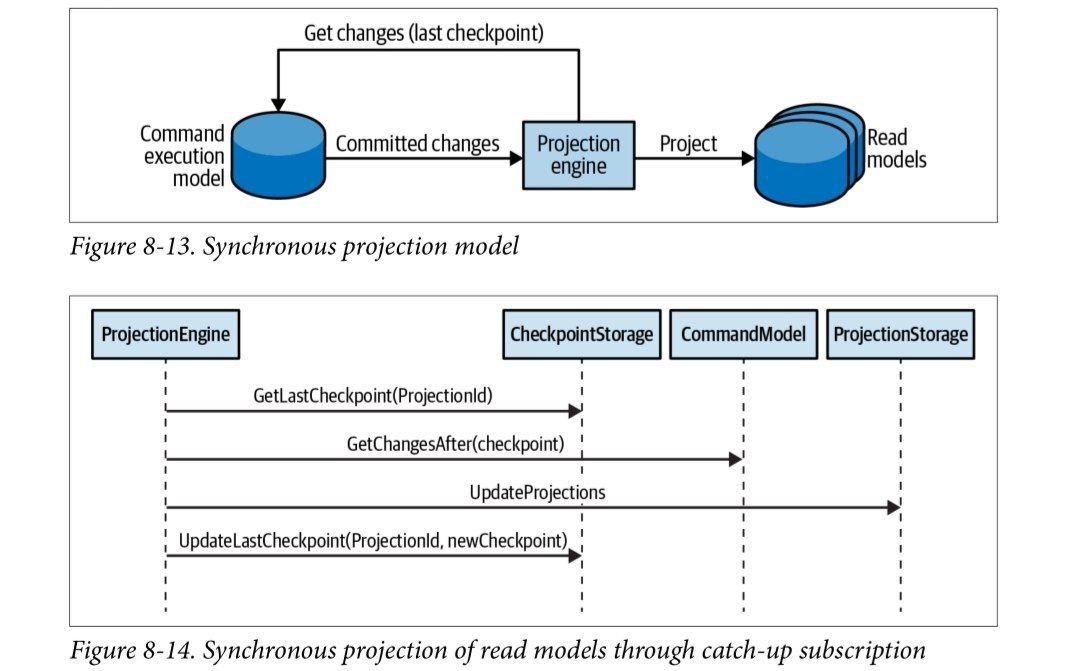 Get changes (last checkpoint)
Command
execution
model
Committed changes
Projection
engine
Project
Read
models
Figure 8-13. Synchronous projection model
ProjectionEngine
CheckpointStorage
CommandModel
ProjectionStorage
GetLastCheckpoint(ProjectionId)
GetChangesAfter(checkpoint)
UpdateProjections
UpdateLastCheckpoint(ProjectionId, newCheckpoint)
Figure 8-14. Synchronous projection of read models through catch-up subscription